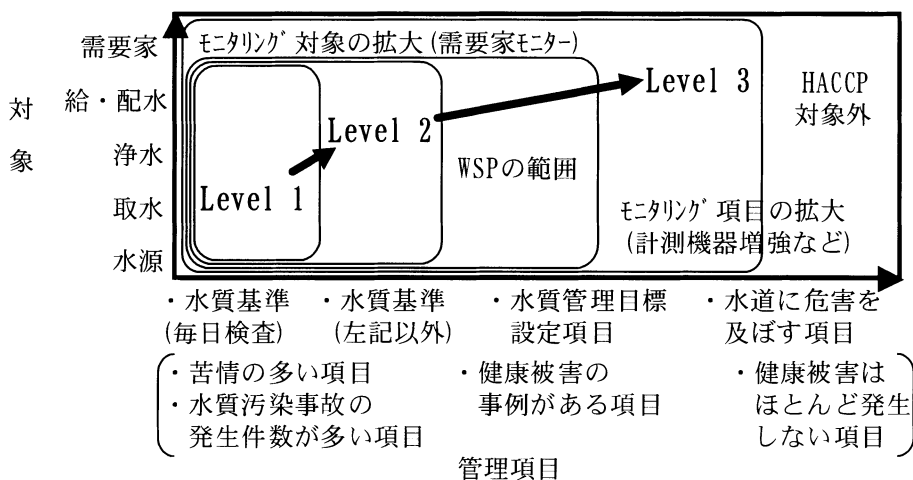 需要家
モニタリング 対象の拡大(需要家モニター)
Level 3
HACCP
対象外
対
象
給・配水
Level 2
浄水
WSPの範囲
取水
Level 1
モニタリング 項目の拡大
(計測機器増強など)
水源
・水質基準
(毎日検査)
・水質基準
(左記以外)
・水質管理目標
設定項目
・水道に危害を
及ぼす項目
・苦情の多い項目
・水質汚染事故の
発生件数が多い項目
・健康被害の
事例がある項目
・健康被害は
ほとんど発生
しない項目
管理項目